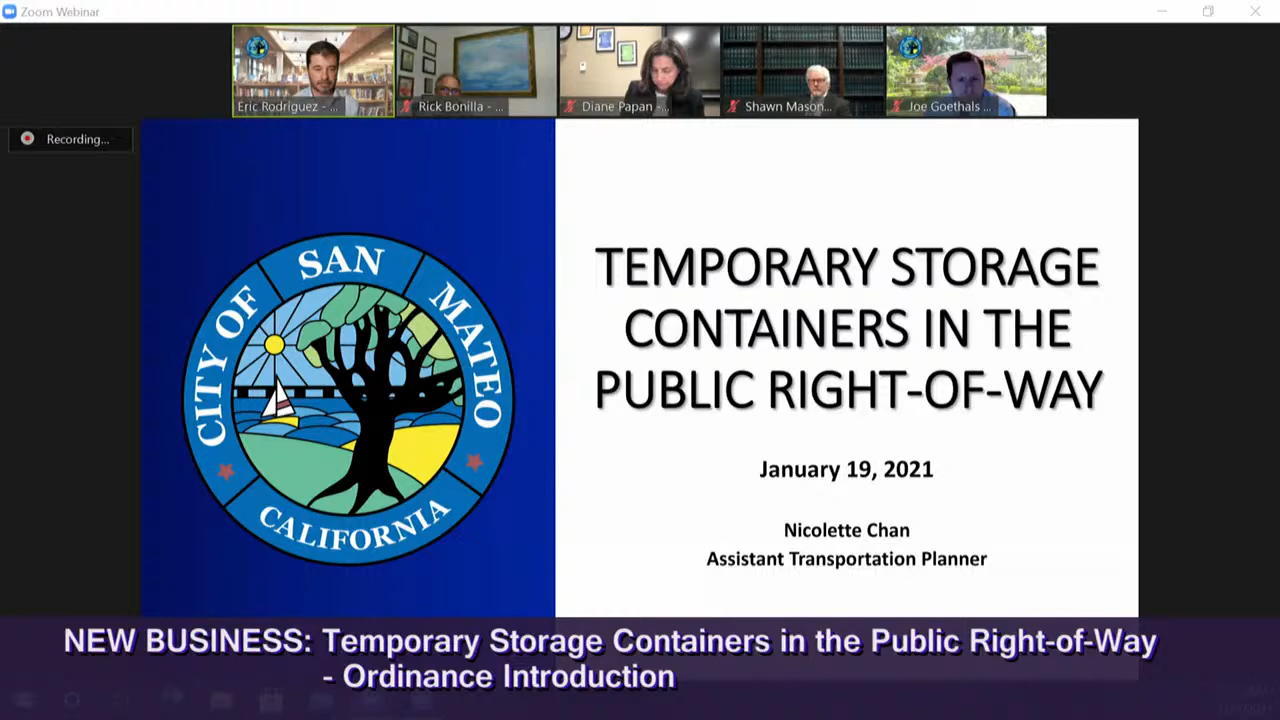 Zoom Webinar
Eric Rodriguez - ...
Rick Bonilla - ...
Diane Papan - ...
Shawn Mason...
Joe Goethals ...
Recording...
CITY OF SAN MATEO
CALIFORNIA
TEMPORARY STORAGE
CONTAINERS IN THE
PUBLIC RIGHT-OF-WAY
January 19, 2021
Nicolette Chan
Assistant Transportation Planner
NEW BUSINESS: Temporary Storage Containers in the Public Right-of-Way
- Ordinance Introduction